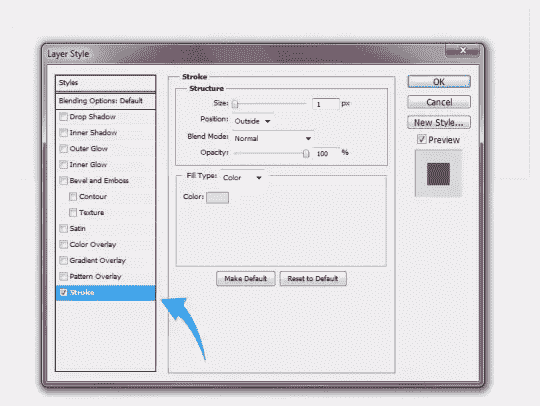 Layer Style
x
Styles
Blending Options: Default
Drop Shadow
Inner Shadow
Outer Glow
Inner Glow
Bevel and Emboss
Contour
Texture
Satin
Color Overlay
Gradient Overlay
Pattern Overlay
Stroke
Stroke
Structure
Size: 1 px
Position: Outside
Blend Mode: Normal
Opacity: 100 %
Fill Type: Color
Color:
Make Default Reset to Default
OK
Cancel
New Style...
Preview